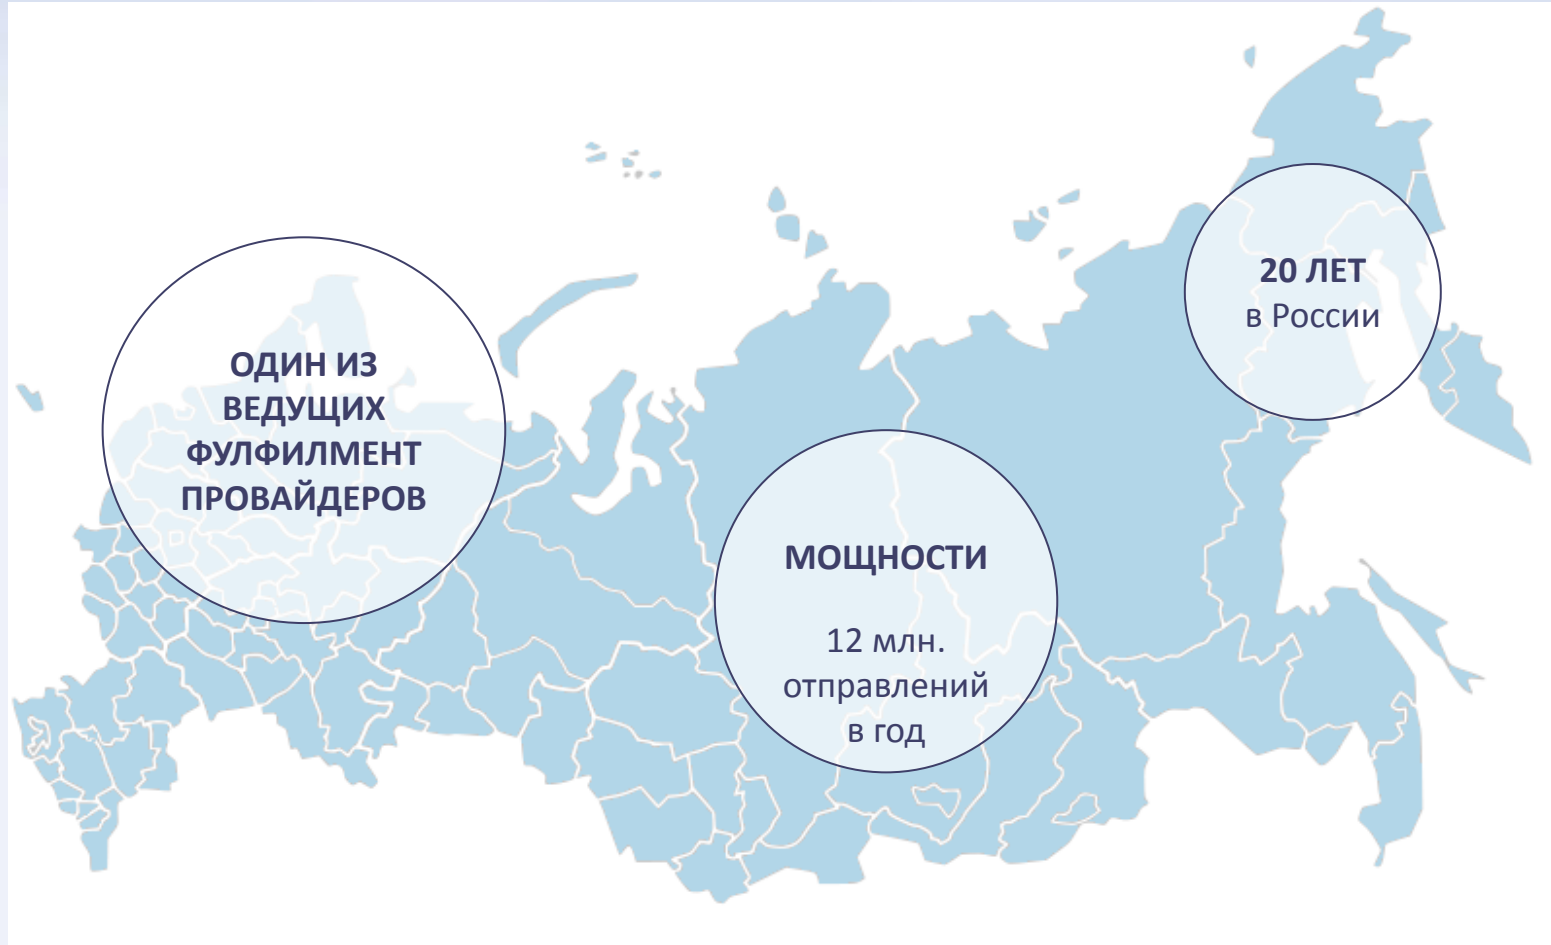 ОДИН ИЗ
ВЕДУЩИХ
ФУЛФИЛМЕНТ
ПРОВАЙДЕРОВ
МОЩНОСТИ
12 млн.
отправлений
в год
20 ЛЕТ
в России